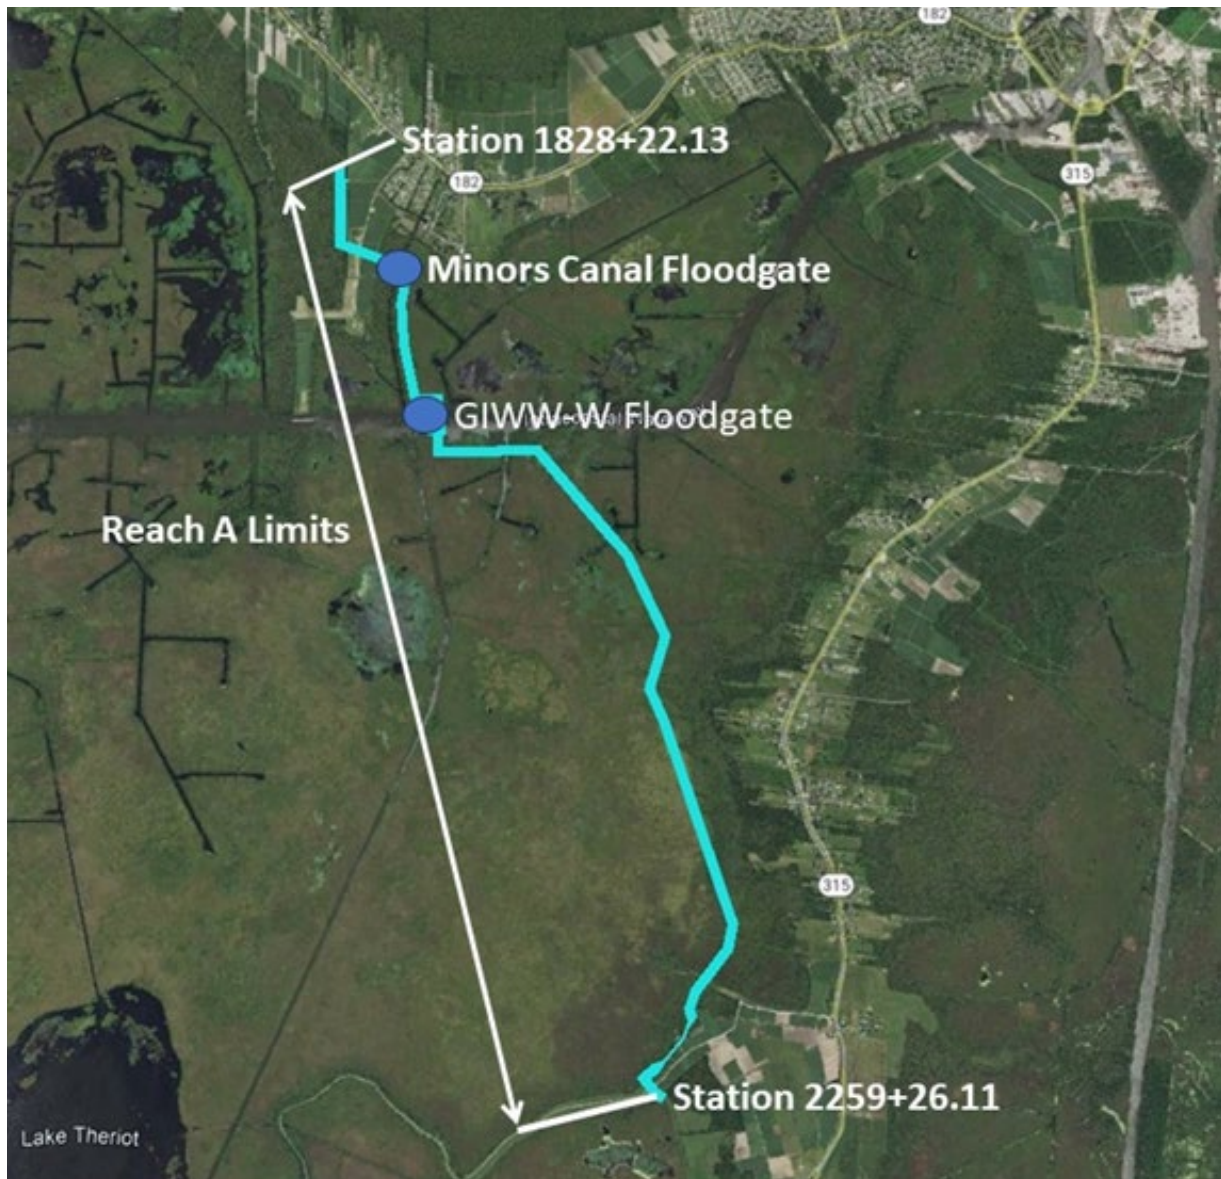 182
Station 1828+22.13
182
315
Minors Canal Floodgate
GIWW-W Floodgate
Reach A Limits
315
Station 2259+26.11
Lake Theriot